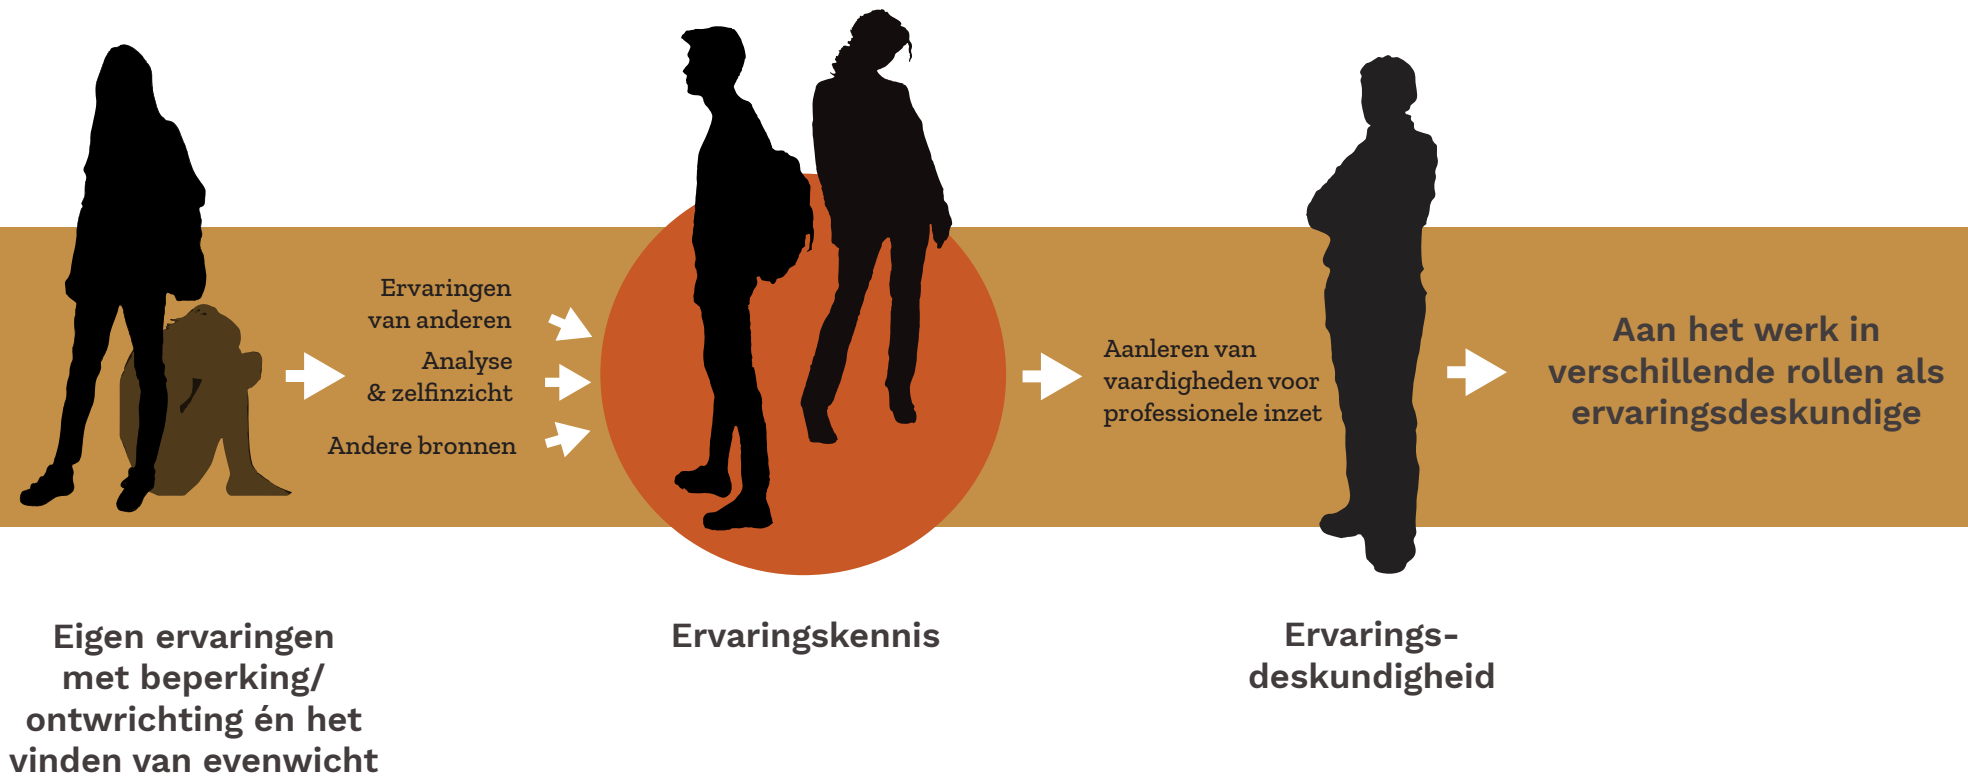 Ervaringen
van anderen
Analyse
& zelfinzicht
Andere bronnen
Aanleren van
vaardigheden voor
professionele inzet
Aan het werk in
verschillende rollen als
ervaringsdeskundige
Eigen ervaringen
met beperking/
ontwrichting én het
vinden van evenwicht
Ervaringskennis
Ervarings-
deskundigheid